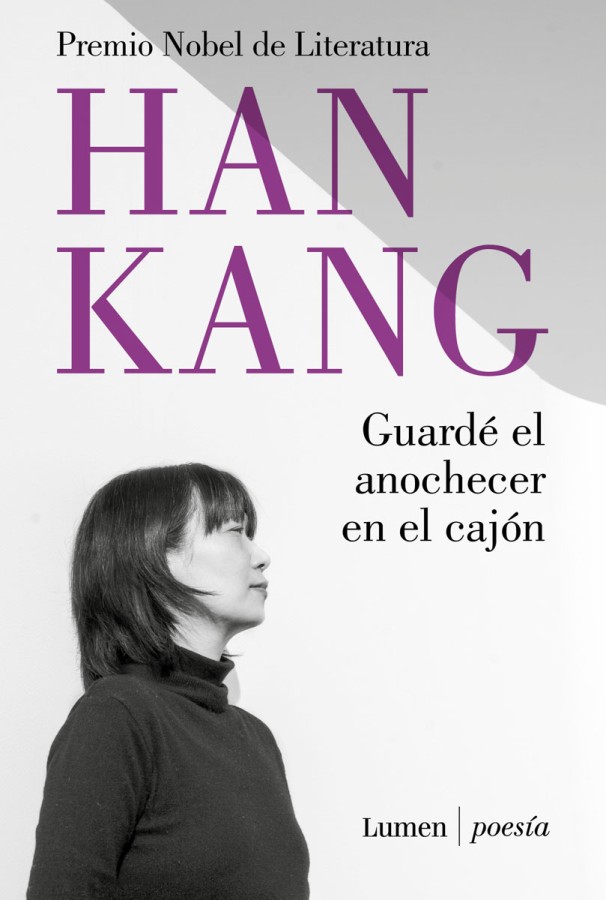 Premio Nobel de Literatura
HAN
KANG
Guardé el
anochecer
en el cajón
Lumen | poesía